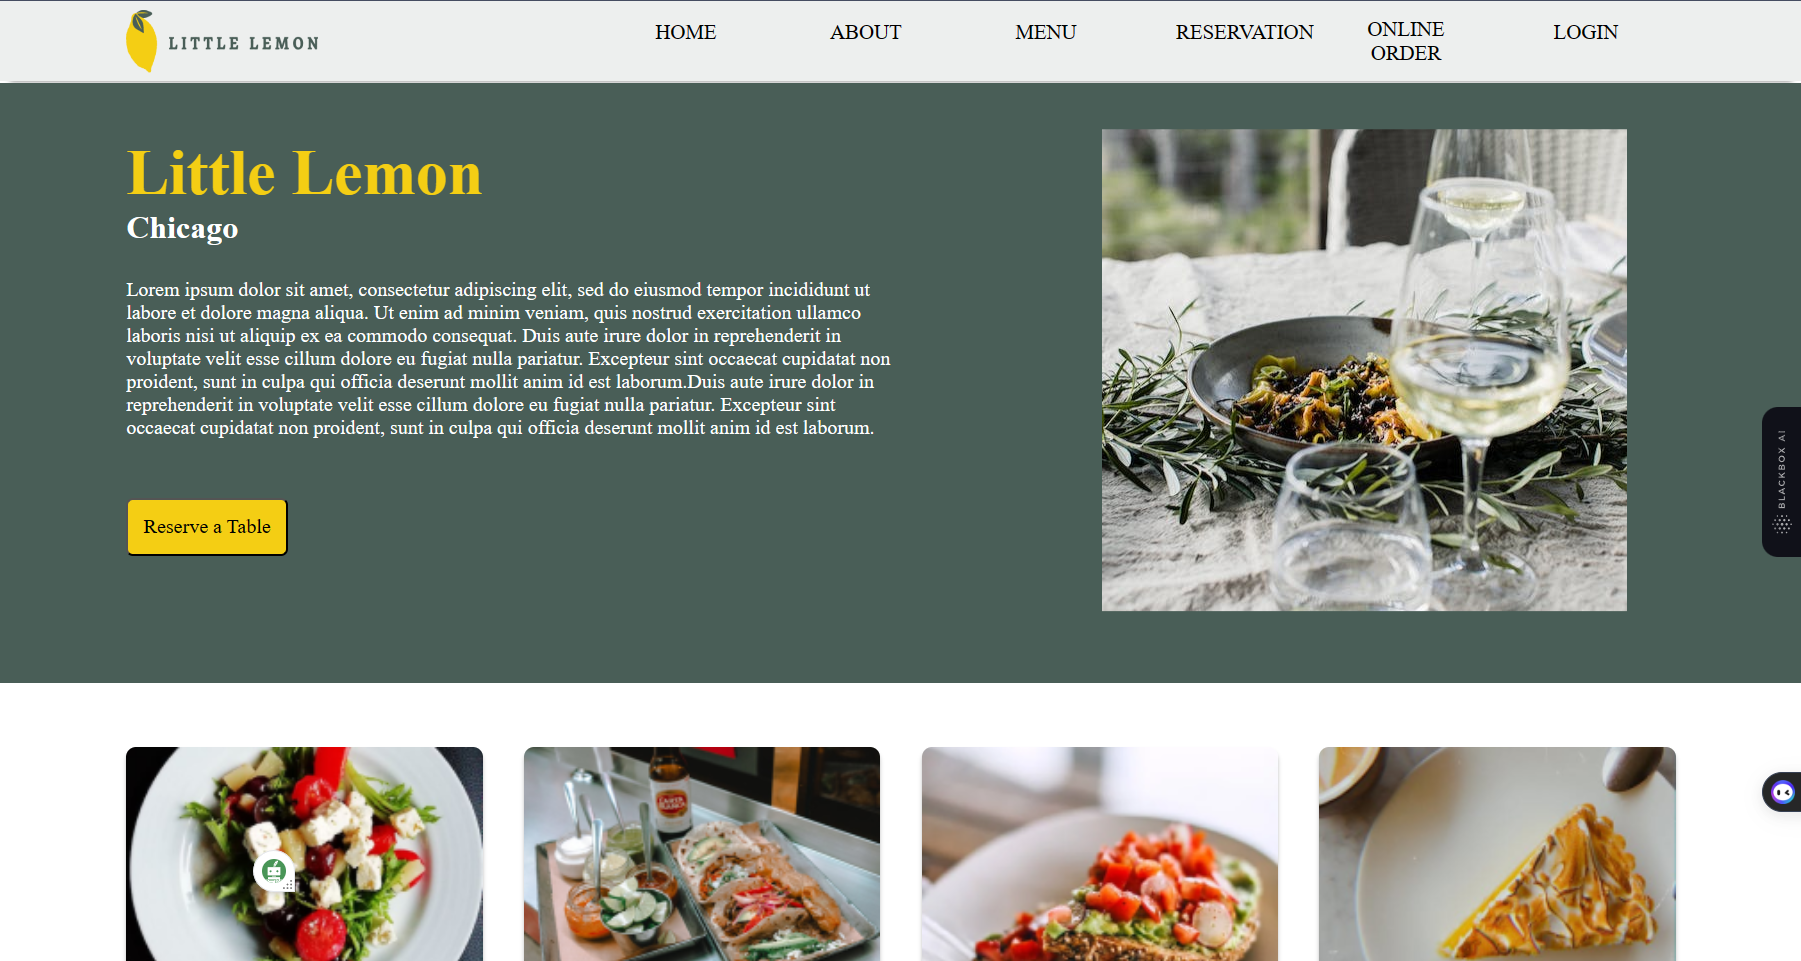 LITTLE LEMON
HOME
ABOUT
MENU
RESERVATION
ONLINE
ORDER
LOGIN
Little Lemon
Chicago
Lorem ipsum dolor sit amet, consectetur adipiscing elit, sed do eiusmod tempor incididunt ut
labore et dolore magna aliqua. Ut enim ad minim veniam, quis nostrud exercitation ullamco
laboris nisi ut aliquip ex ea commodo consequat. Duis aute irure dolor in reprehenderit in
voluptate velit esse cillum dolore eu fugiat nulla pariatur. Excepteur sint occaecat cupidatat non
proident, sunt in culpa qui officia deserunt mollit anim id est laborum.Duis aute irure dolor in
reprehenderit in voluptate velit esse cillum dolore eu fugiat nulla pariatur. Excepteur sint
occaecat cupidatat non proident, sunt in culpa qui officia deserunt mollit anim id est laborum.
Reserve a Table
BLACKBOX AI